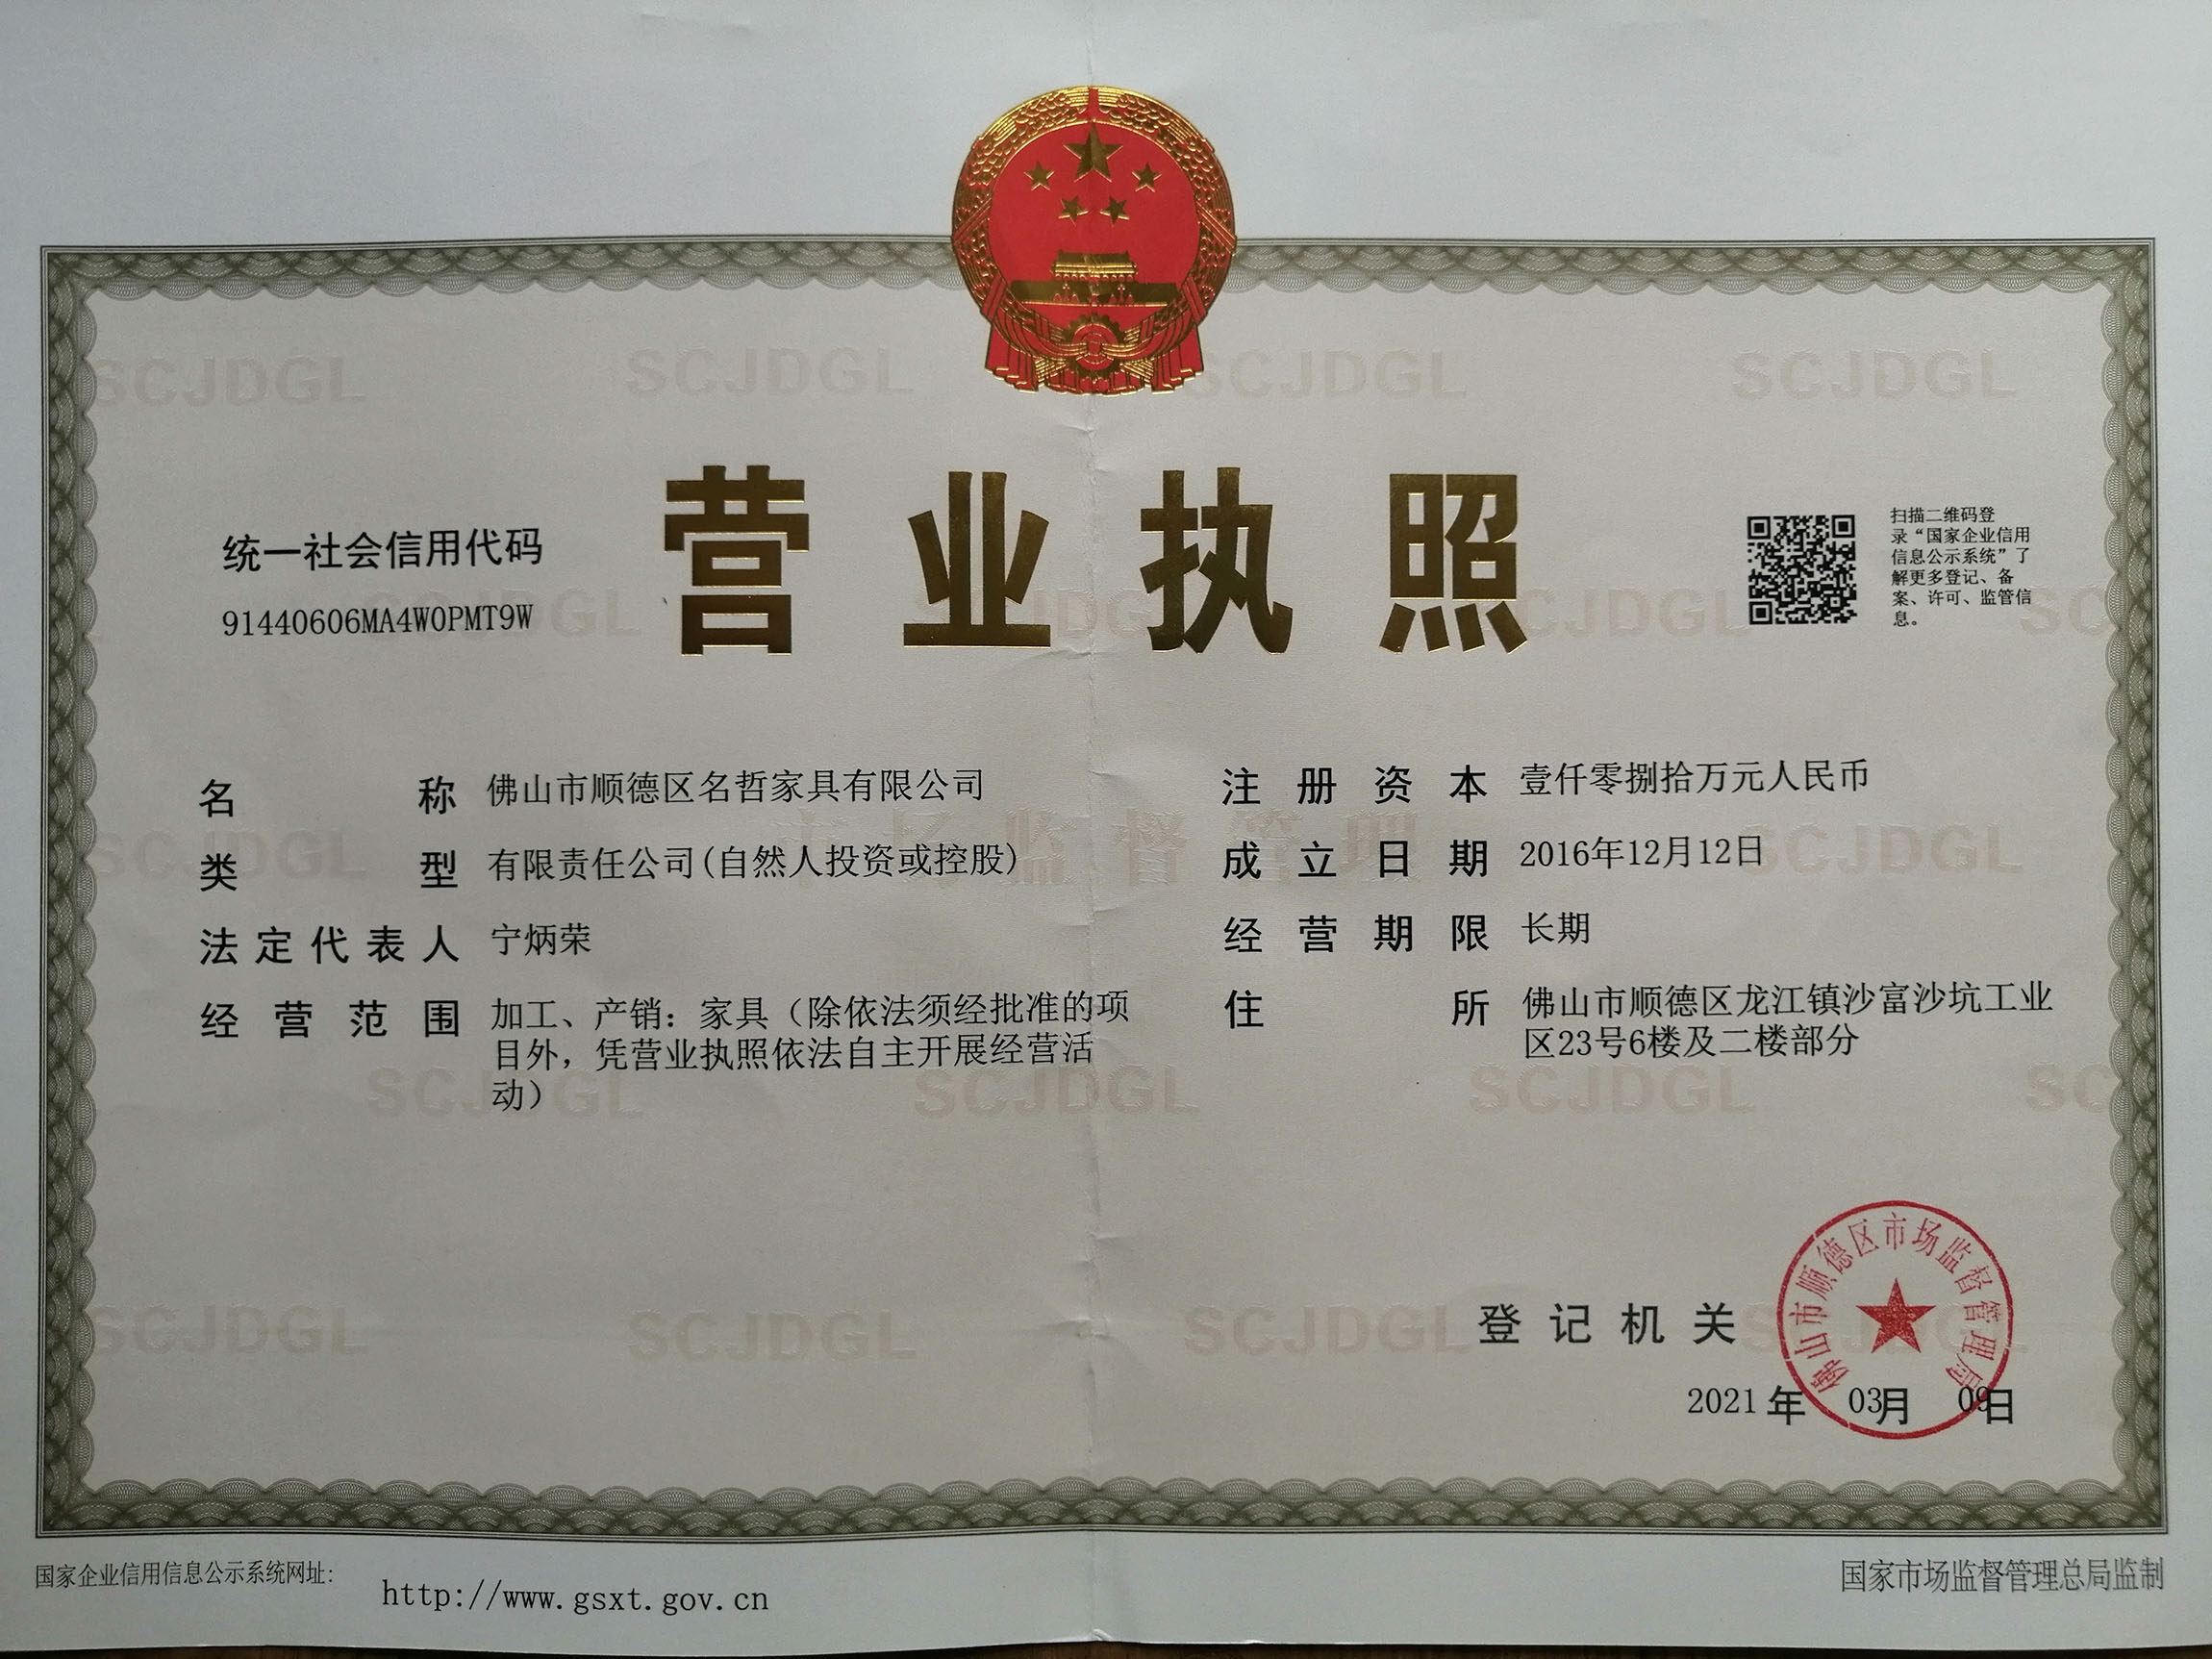 统一社会信用代码
91440606MA4W0PMT9W
营业执照
扫描二维码登
录“国家企业信用
信息公示系统”了
解更多登记、备
案、许可、监管信
息。
名称 佛山市顺德区名哲家具有限公司
类型 有限责任公司(自然人投资或控股)
法定代表人 宁炳荣
经营范围 加工、产销：家具（除依法须经批准的项
目外，凭营业执照依法自主开展经营活
动）
注册资本 壹仟零捌拾万元人民币
成立日期 2016年12月12日
经营期限 长期
住所 佛山市顺德区龙江镇沙富沙坑工业
区23号6楼及二楼部分
登记机关
佛山市顺德区市场监督管理局
2021年03月09日
国家企业信用信息公示系统网址:
http://www.gsxt.gov.cn
国家市场监督管理总局监制
SCJDGL
SCJDGL
SCJDGL
SCJDGL
市场监督管理